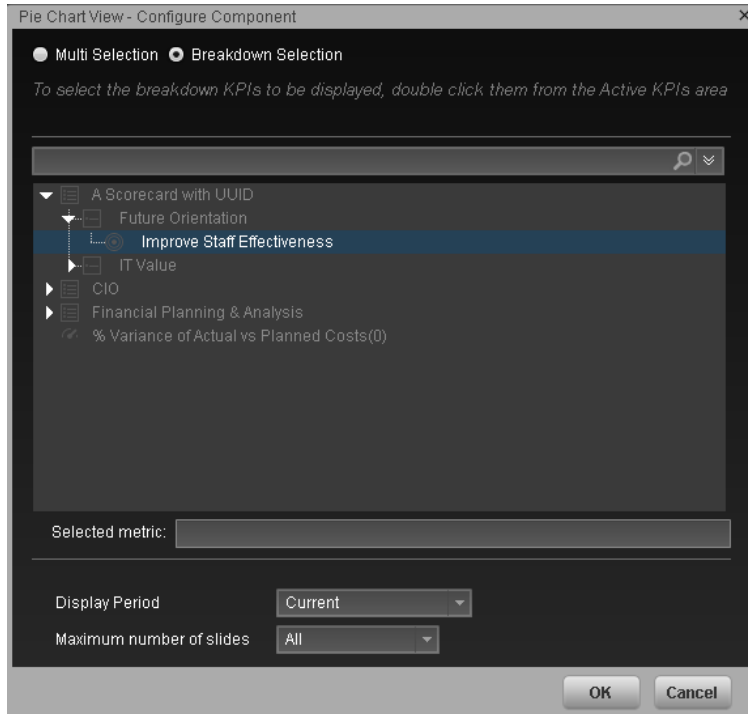 Pie Chart View - Configure Component
Multi Selection Breakdown Selection
To select the breakdown KPIs to be displayed, double click them from the Active KPIs area
A Scorecard with UUID
Future Orientation
Improve Staff Effectiveness
IT Value
CIO
Financial Planning & Analysis
% Variance of Actual vs Planned Costs(0)
Selected metric:
Display Period Current
Maximum number of slides All
OK Cancel